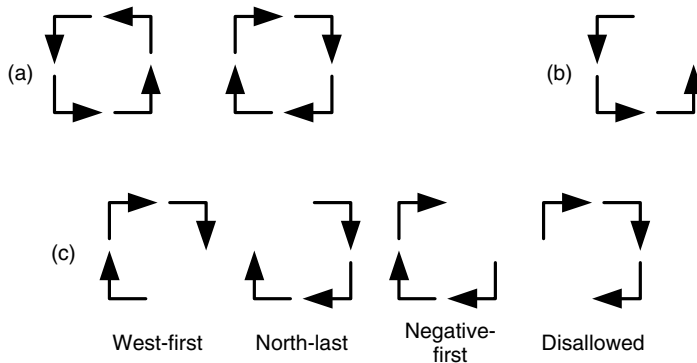 (a)
(b)
(c)
West-first
North-last
Negative-
first
Disallowed